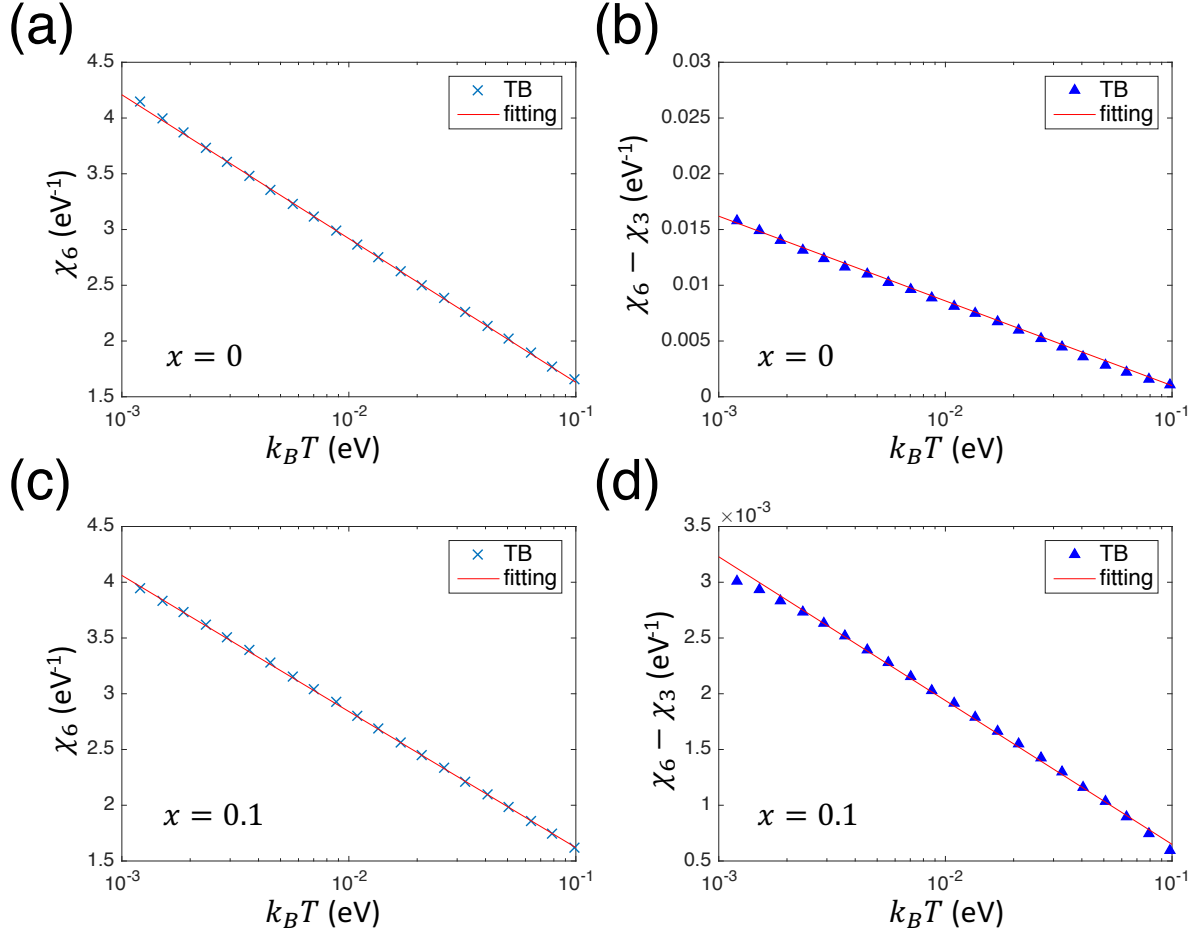 (a)
4.5
4
3.5
3
2.5
2
1.5
χ₆ (eV⁻¹)
× TB
fitting
x = 0
10⁻³
10⁻²
10⁻¹
k_BT (eV)
(b)
0.03
0.025
0.02
0.015
0.01
0.005
0
χ₆ − χ₃ (eV⁻¹)
TB
fitting
x = 0
10⁻³
10⁻²
10⁻¹
k_BT (eV)
(c)
4.5
4
3.5
3
2.5
2
1.5
χ₆ (eV⁻¹)
× TB
fitting
x = 0.1
10⁻³
10⁻²
10⁻¹
k_BT (eV)
(d)
×10⁻³
3.5
3
2.5
2
1.5
1
0.5
χ₆ − χ₃ (eV⁻¹)
TB
fitting
x = 0.1
10⁻³
10⁻²
10⁻¹
k_BT (eV)